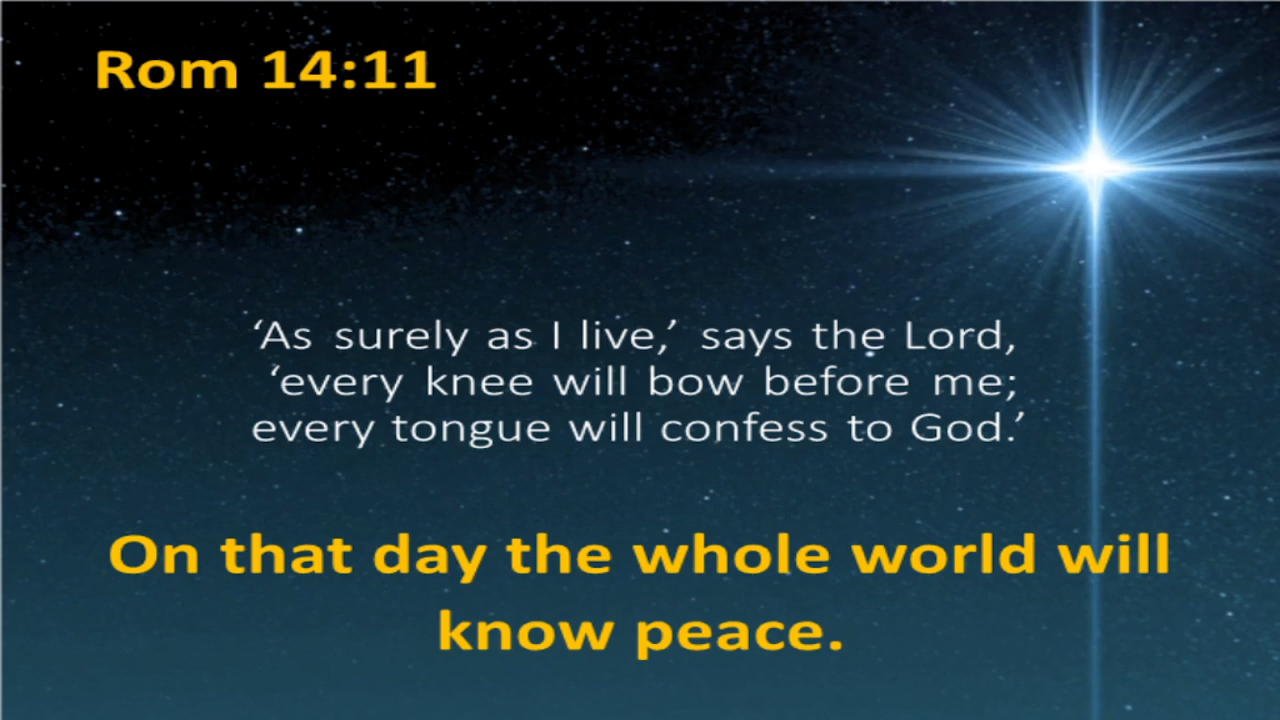 Rom 14:11
‘As surely as I live,’ says the Lord,
‘every knee will bow before me;
every tongue will confess to God.’
On that day the whole world will
know peace.